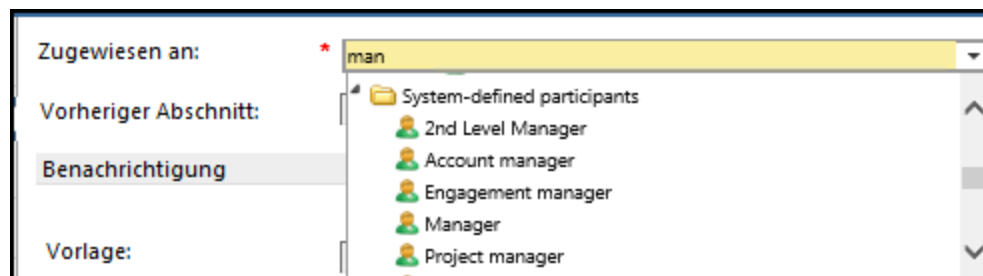 Zugewiesen an: * man
System-defined participants
Vorheriger Abschnitt:
2nd Level Manager
Account manager
Benachrichtigung
Engagement manager
Manager
Vorlage:
Project manager